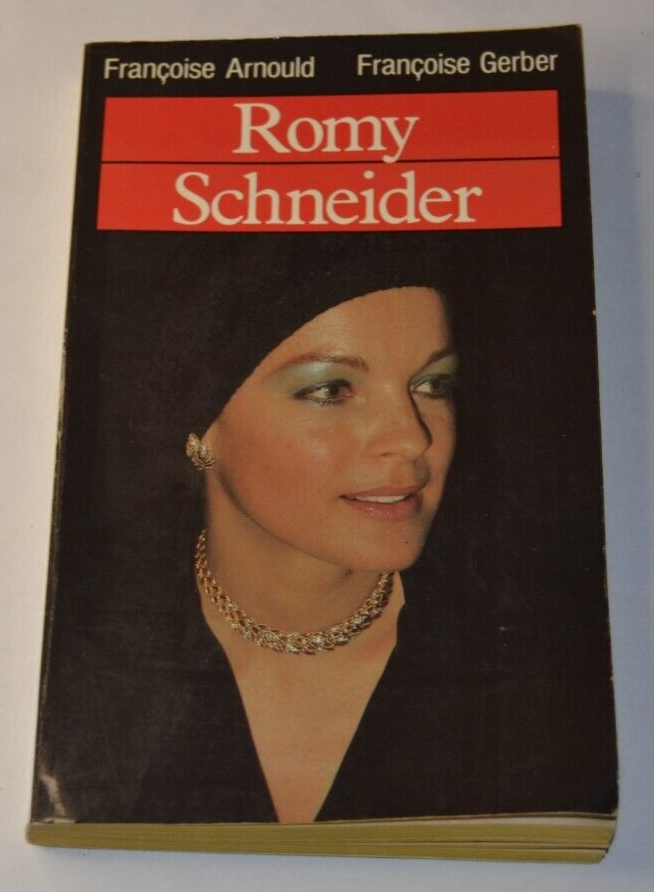 Françoise Arnould Françoise Gerber
Romy
Schneider